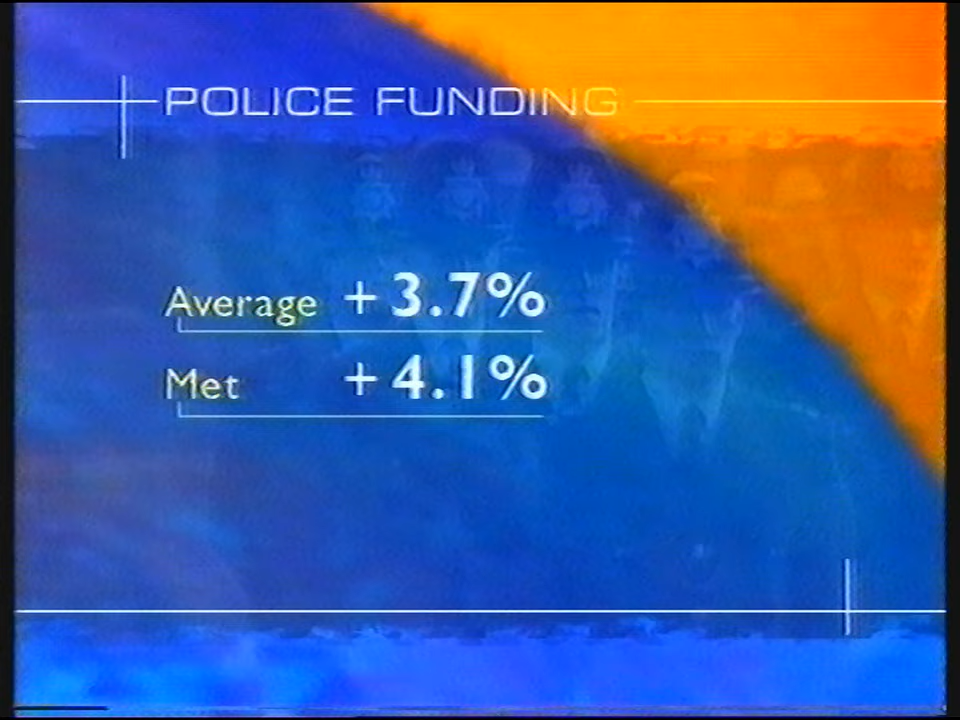 POLICE FUNDING
Average +3.7%
Met +4.1%